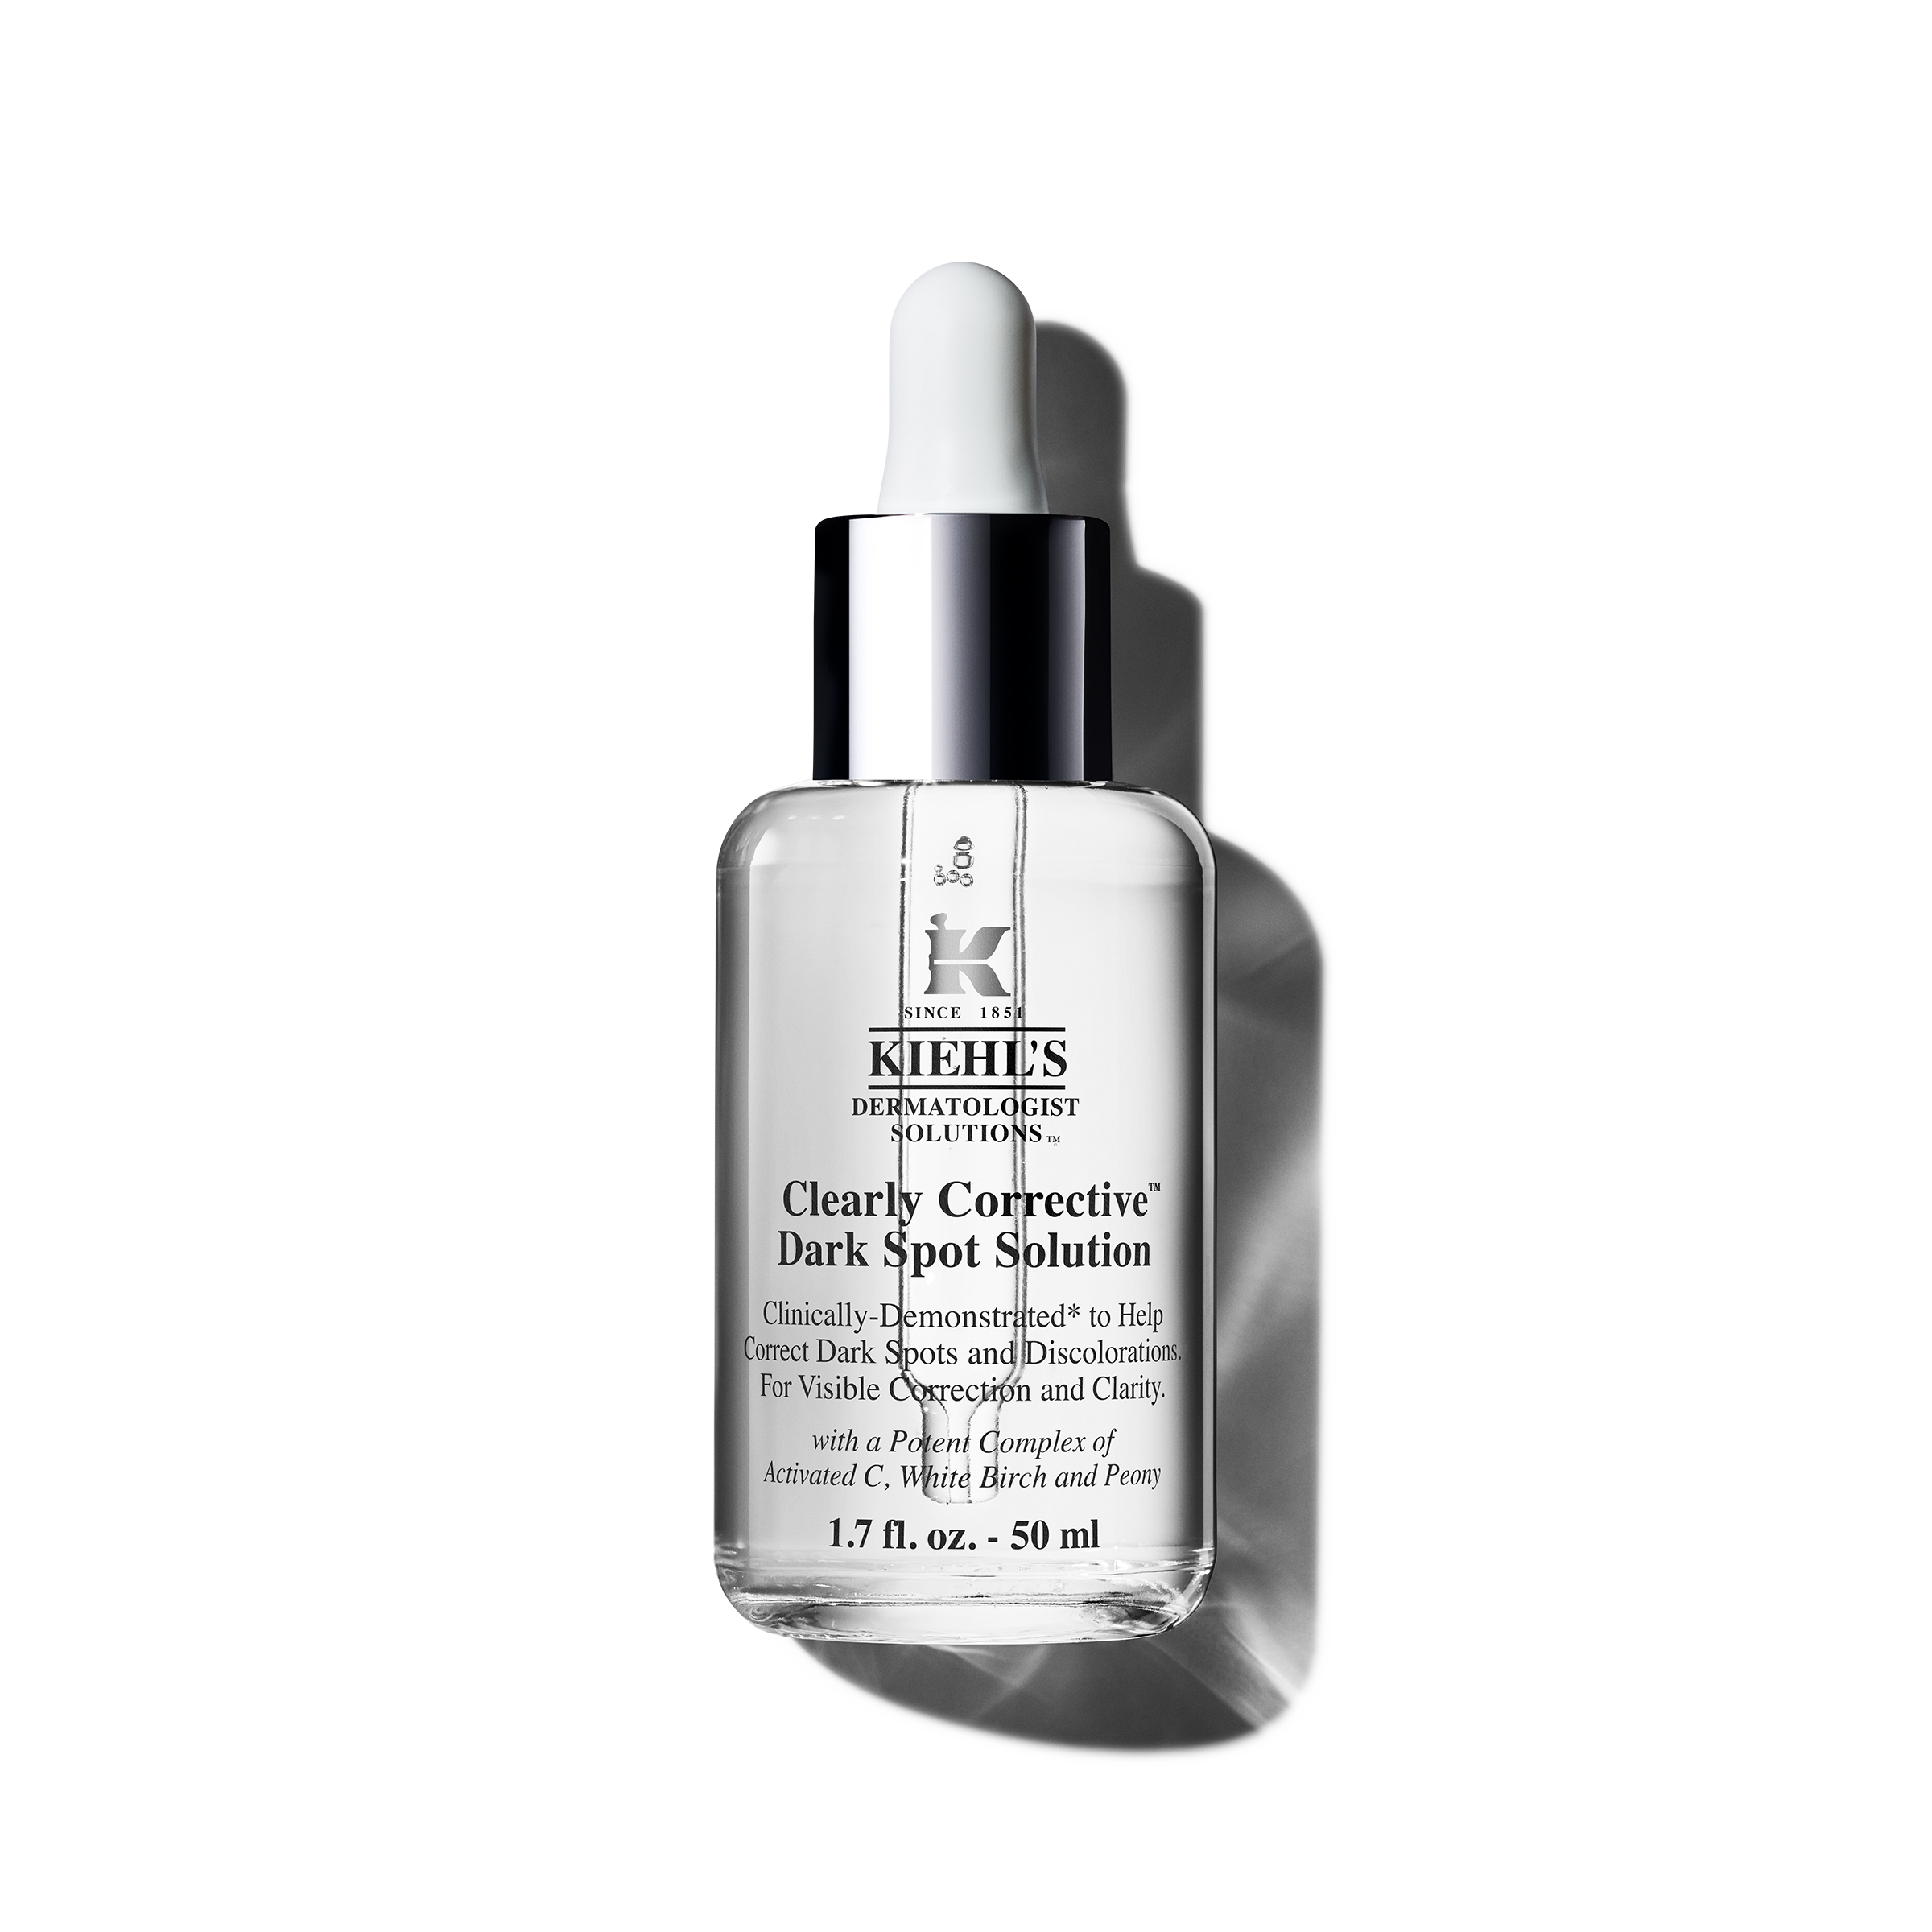 K
SINCE 1851
KIEHL'S
DERMATOLOGIST
SOLUTIONS™
Clearly Corrective™
Dark Spot Solution
Clinically-Demonstrated* to Help
Correct Dark Spots and Discolorations.
For Visible Correction and Clarity.
with a Potent Complex of
Activated C, White Birch and Peony
1.7 fl. oz. - 50 ml